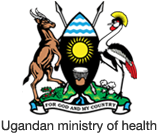 FOR GOD AND MY COUNTRY
Ugandan ministry of health